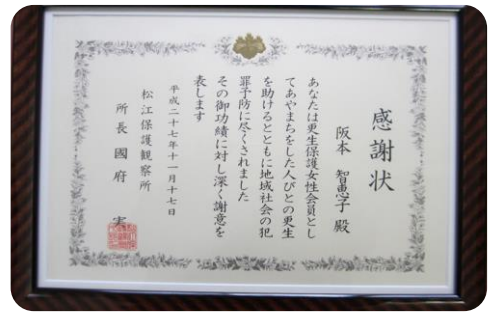 感謝状
阪本 智恵子 殿
あなたは更生保護女性会員とし
てあやまちをした人びとの更生
を助けるとともに地域社会の犯
罪予防に尽くされました
その御功績に対し深く謝意を
表します
平成二十七年十一月十七日
松江保護観察所
所長 國府